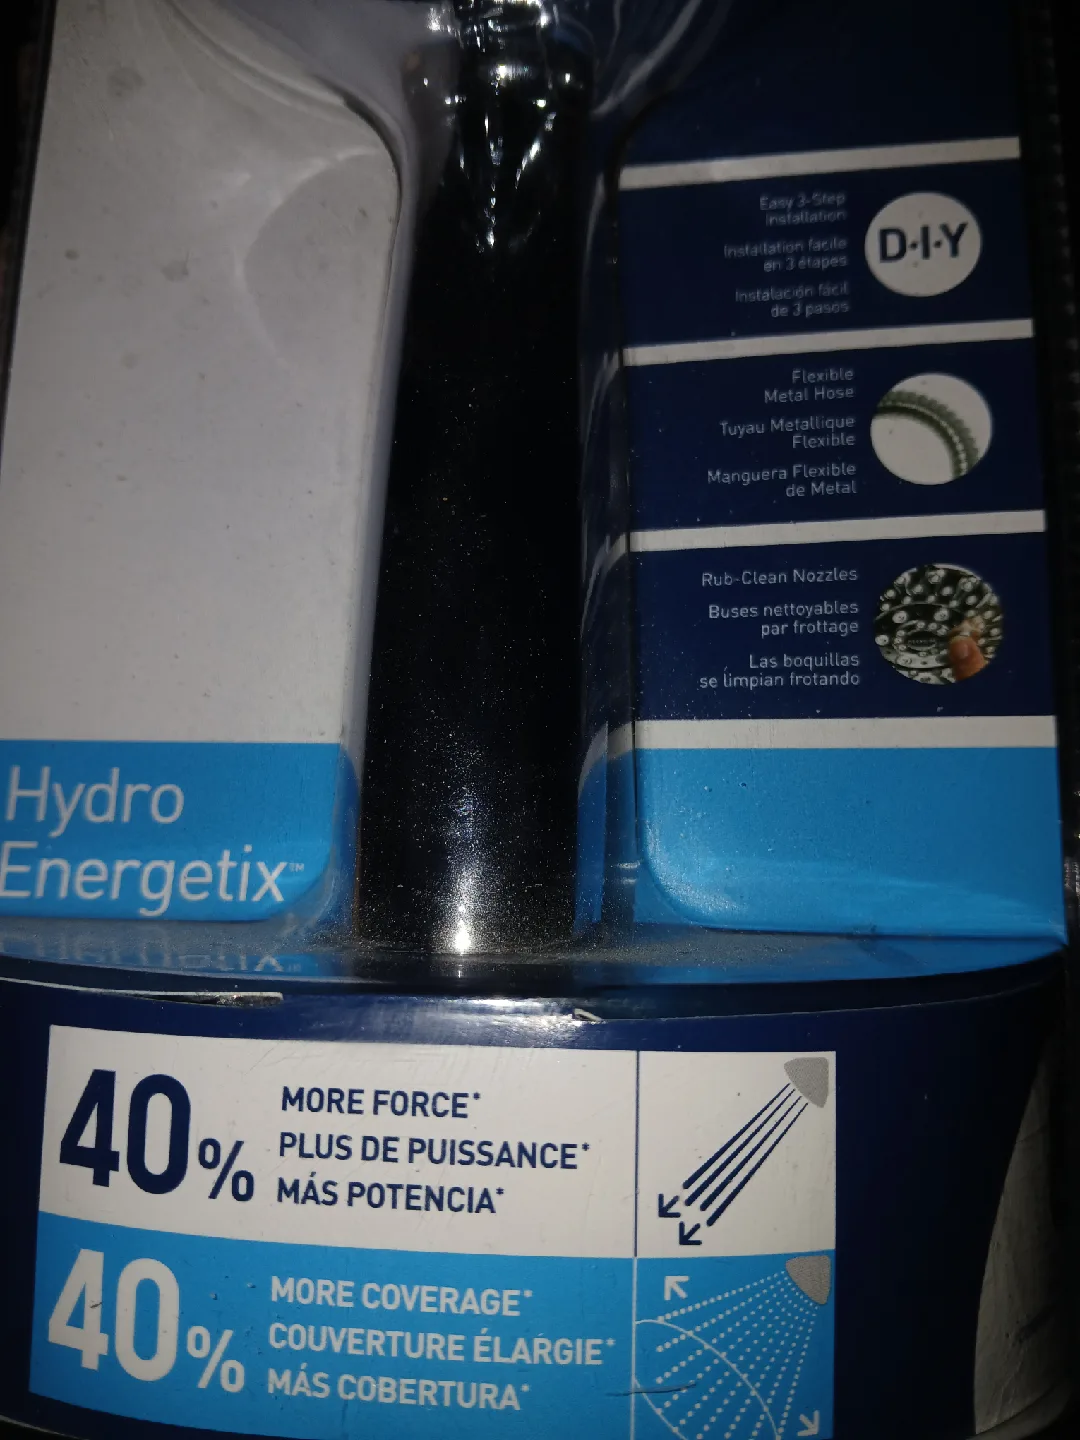 Easy 3-Step
Installation
Installation facile
en 3 étapes
Instalación fácil
de 3 pasos
D·I·Y
Flexible
Metal Hose
Tuyau Metallique
Flexible
Manguera Flexible
de Metal
Rub-Clean Nozzles
Buses nettoyables
par frottage
Las boquillas
se limpian frotando
Hydro
Energetix™
40%
MORE FORCE*
PLUS DE PUISSANCE*
MÁS POTENCIA*
40%
MORE COVERAGE*
COUVERTURE ÉLARGIE*
MÁS COBERTURA*